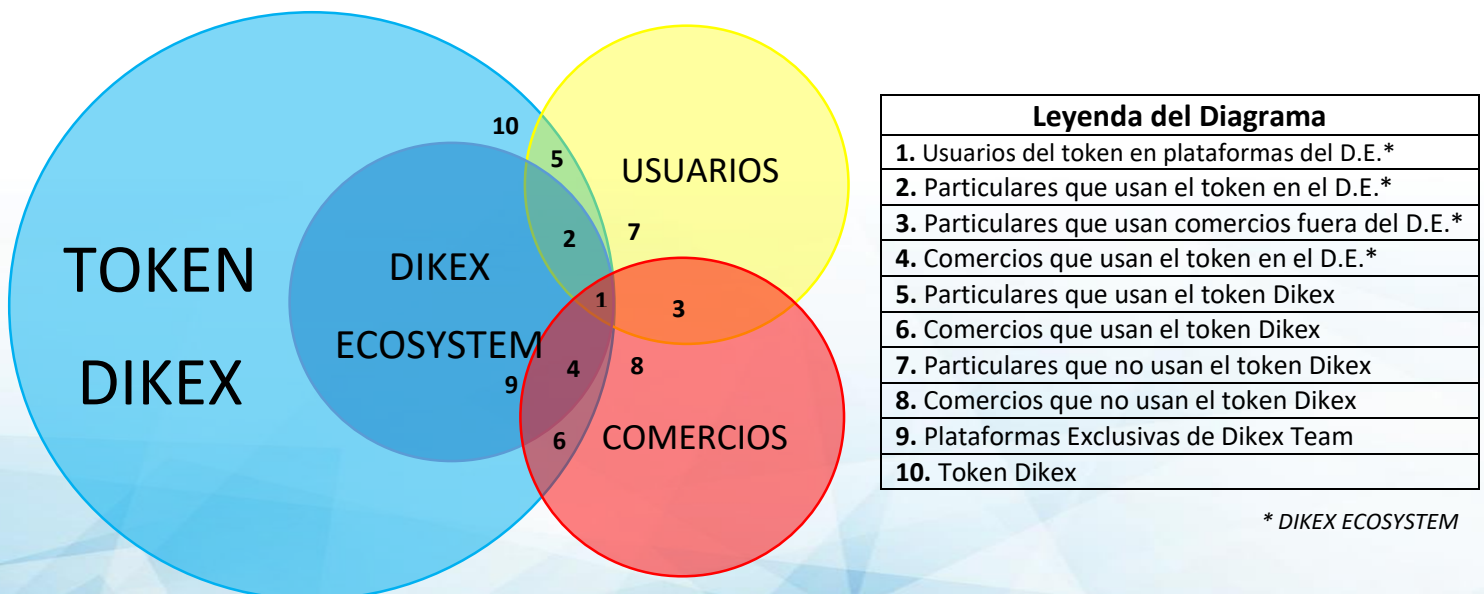 10
5
USUARIOS
7
2
TOKEN
DIKEX
DIKEX
ECOSYSTEM
1
3
9
4
8
6
COMERCIOS
Leyenda del Diagrama
1. Usuarios del token en plataformas del D.E.*
2. Particulares que usan el token en el D.E.*
3. Particulares que usan comercios fuera del D.E.*
4. Comercios que usan el token en el D.E.*
5. Particulares que usan el token Dikex
6. Comercios que usan el token Dikex
7. Particulares que no usan el token Dikex
8. Comercios que no usan el token Dikex
9. Plataformas Exclusivas de Dikex Team
10. Token Dikex
* DIKEX ECOSYSTEM